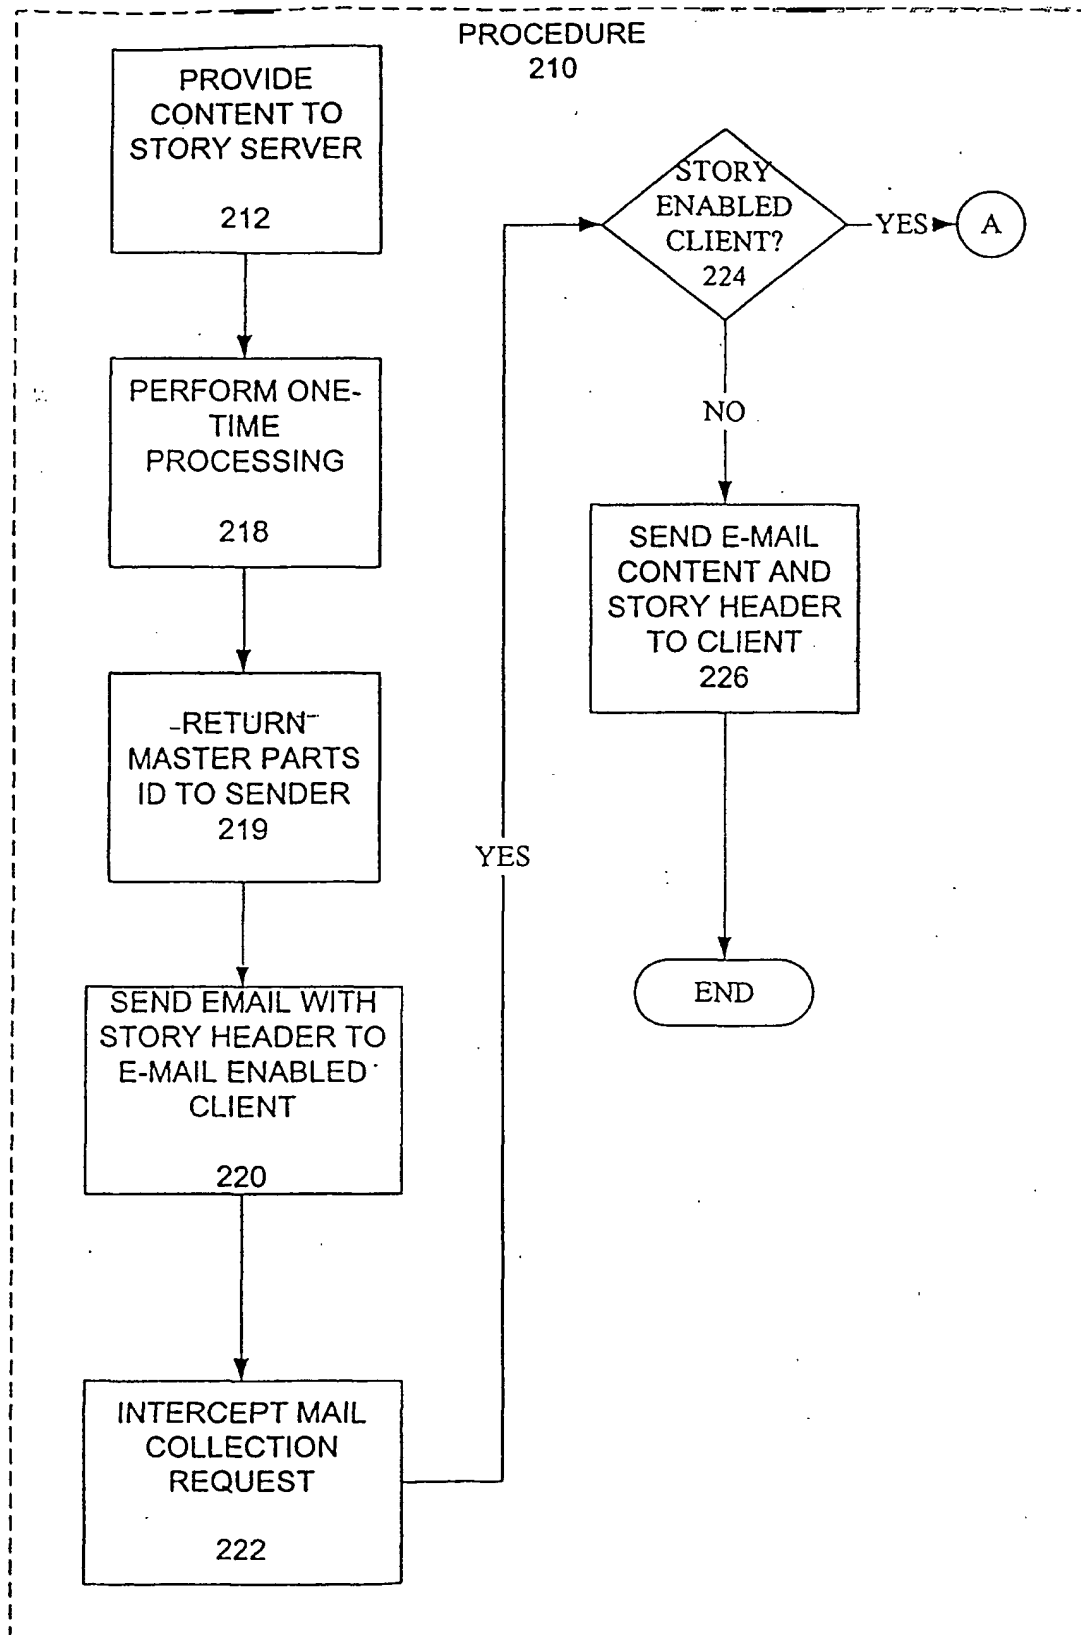 PROCEDURE
210
PROVIDE
CONTENT TO
STORY SERVER
212
PERFORM ONE-
TIME
PROCESSING
218
RETURN
MASTER PARTS
ID TO SENDER
219
SEND EMAIL WITH
STORY HEADER TO
E-MAIL ENABLED
CLIENT
220
INTERCEPT MAIL
COLLECTION
REQUEST
222
YES
STORY
ENABLED
CLIENT?
224
YES
A
NO
SEND E-MAIL
CONTENT AND
STORY HEADER
TO CLIENT
226
END